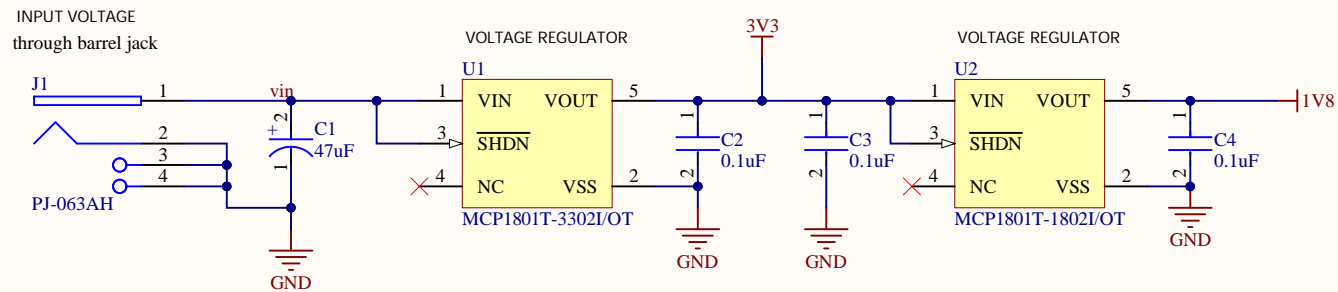 INPUT VOLTAGE
through barrel jack
J1
1
2
3
4
PJ-063AH
vin
+
2
1
C1
47uF
GND
VOLTAGE REGULATOR
U1
1
VIN
VOUT
5
3
SHDN
4
NC
VSS
2
MCP1801T-3302I/OT
1
2
C2
0.1uF
GND
3V3
1
2
C3
0.1uF
GND
VOLTAGE REGULATOR
U2
1
VIN
VOUT
5
3
SHDN
4
NC
VSS
2
MCP1801T-1802I/OT
1
2
C4
0.1uF
GND
1V8